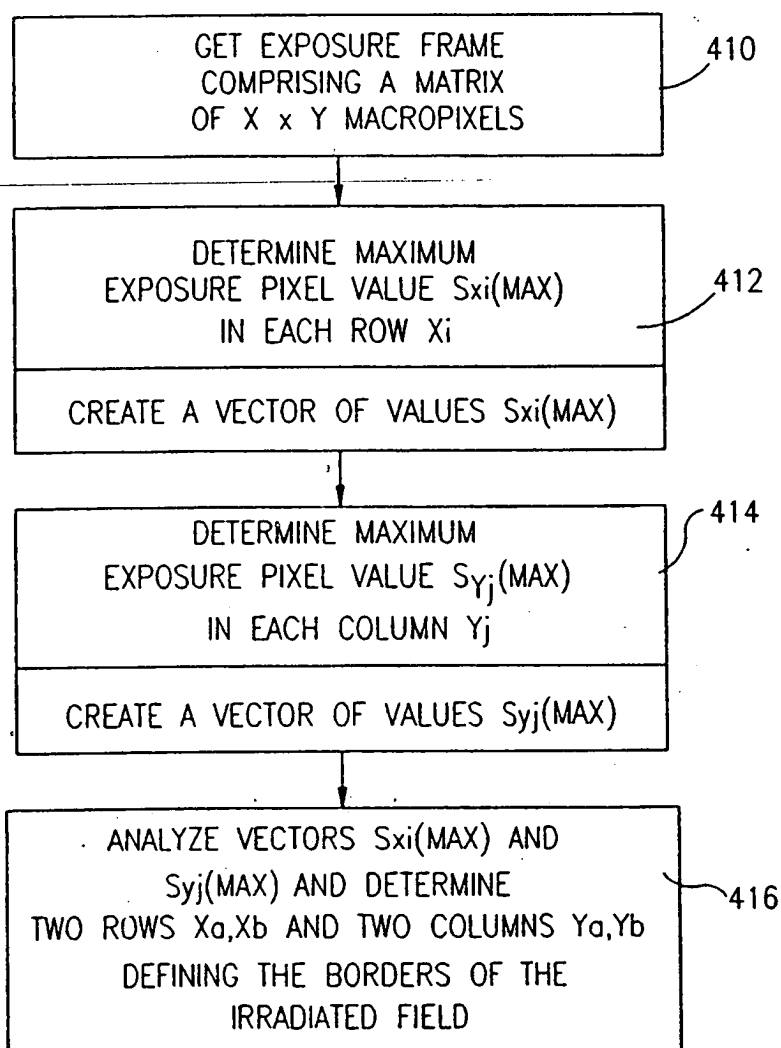 GET EXPOSURE FRAME
COMPRISING A MATRIX
OF X x Y MACROPIXELS
410
DETERMINE MAXIMUM
EXPOSURE PIXEL VALUE Sxi(MAX)
IN EACH ROW Xi
412
CREATE A VECTOR OF VALUES Sxi(MAX)
DETERMINE MAXIMUM
EXPOSURE PIXEL VALUE SYj(MAX)
IN EACH COLUMN Yj
414
CREATE A VECTOR OF VALUES Syj(MAX)
ANALYZE VECTORS Sxi(MAX) AND
Syj(MAX) AND DETERMINE
TWO ROWS Xa,Xb AND TWO COLUMNS Ya,Yb
DEFINING THE BORDERS OF THE
IRRADIATED FIELD
416